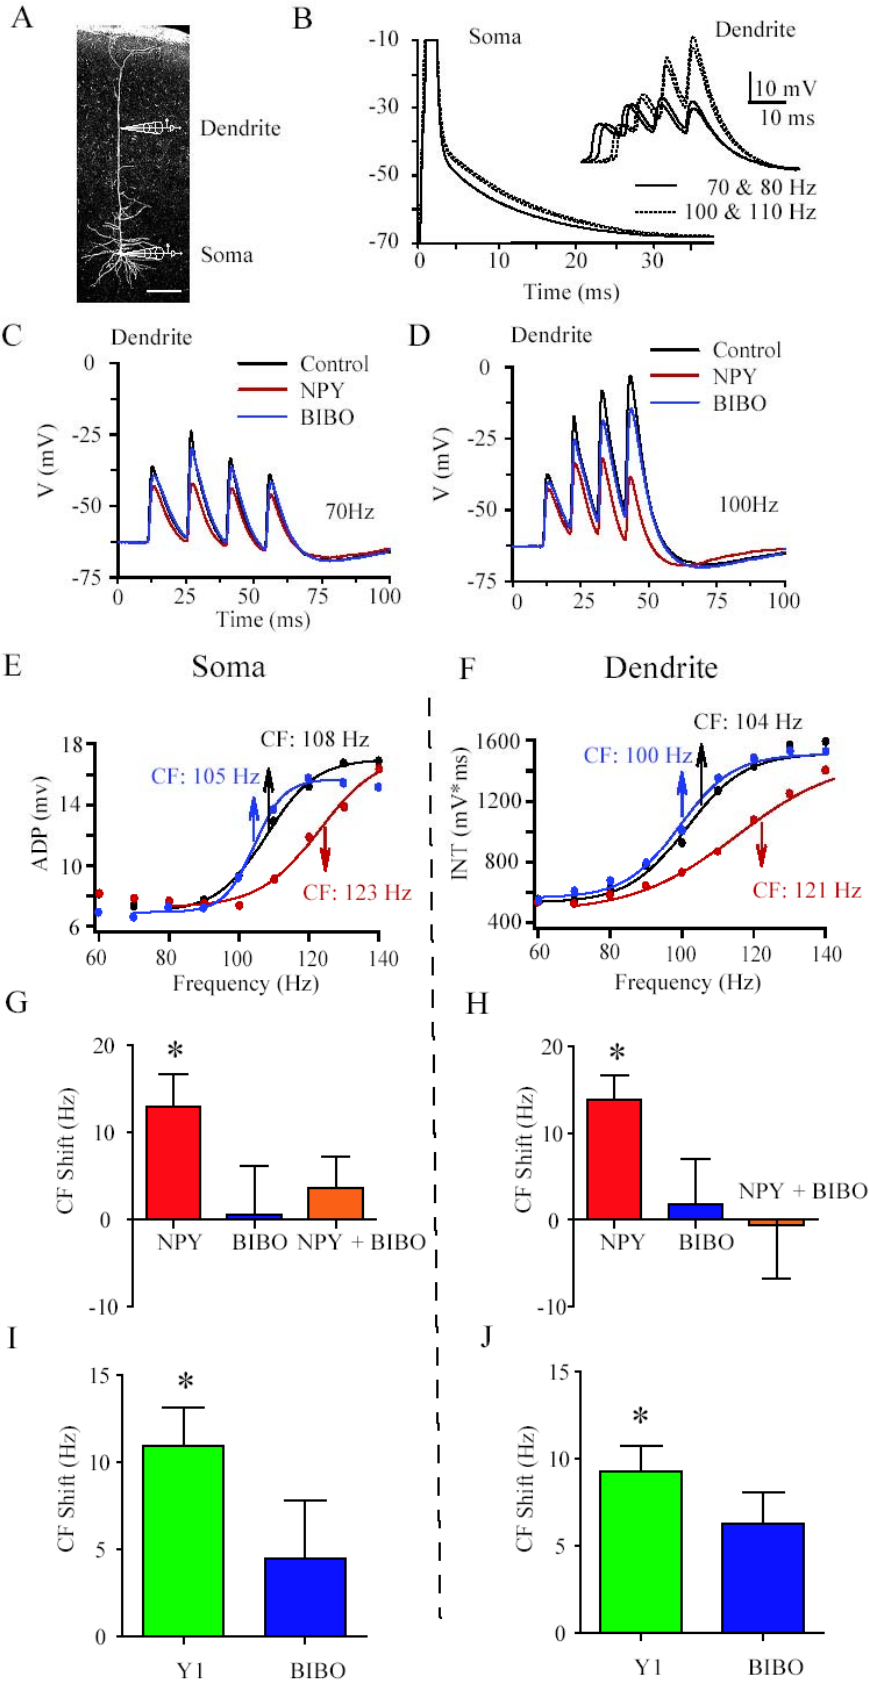 A
Dendrite
Soma
B
Soma
Dendrite
-10
-30
-50
-70
10 mV
10 ms
70 & 80 Hz
100 & 110 Hz
0 10 20 30
Time (ms)
C
Dendrite
Control
NPY
BIBO
V (mV)
0
-25
-50
-75
70Hz
0 25 50 75 100
Time (ms)
D
Dendrite
Control
NPY
BIBO
V (mV)
0
-25
-50
-75
100Hz
0 25 50 75 100
E
Soma
ADP (mv)
18
14
10
6
CF: 108 Hz
CF: 105 Hz
CF: 123 Hz
60 80 100 120 140
Frequency (Hz)
F
Dendrite
INT (mV*ms)
1600
1200
800
400
CF: 104 Hz
CF: 100 Hz
CF: 121 Hz
60 80 100 120 140
Frequency (Hz)
G
CF Shift (Hz)
20
10
0
-10
*
NPY BIBO NPY + BIBO
H
CF Shift (Hz)
20
10
0
-10
*
NPY + BIBO
NPY BIBO
I
CF Shift (Hz)
15
10
5
0
*
Y1 BIBO
J
CF Shift (Hz)
15
10
5
0
*
Y1 BIBO